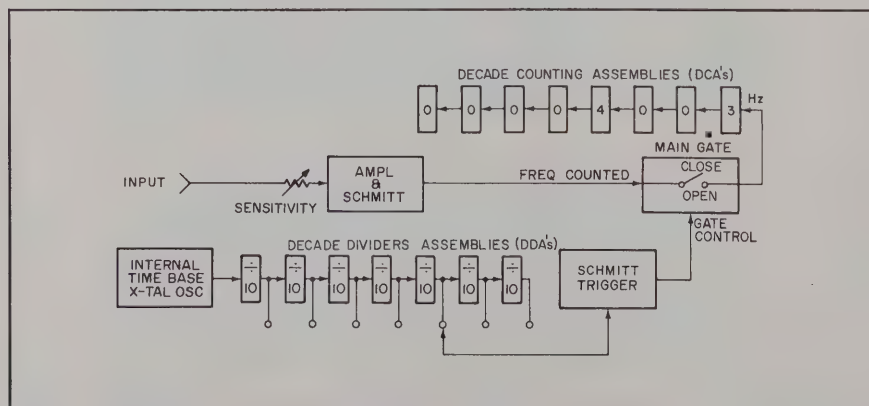 DECADE COUNTING ASSEMBLIES (DCA's)
0 0 0 0 4 0 0 3 Hz
MAIN GATE
INPUT
SENSITIVITY
AMPL
&
SCHMITT
FREQ COUNTED
CLOSE
OPEN
GATE
CONTROL
DECADE DIVIDERS ASSEMBLIES (DDA's)
INTERNAL
TIME BASE
X-TAL OSC
÷ ÷ ÷ ÷ ÷ ÷ ÷
10 10 10 10 10 10 10
SCHMITT
TRIGGER